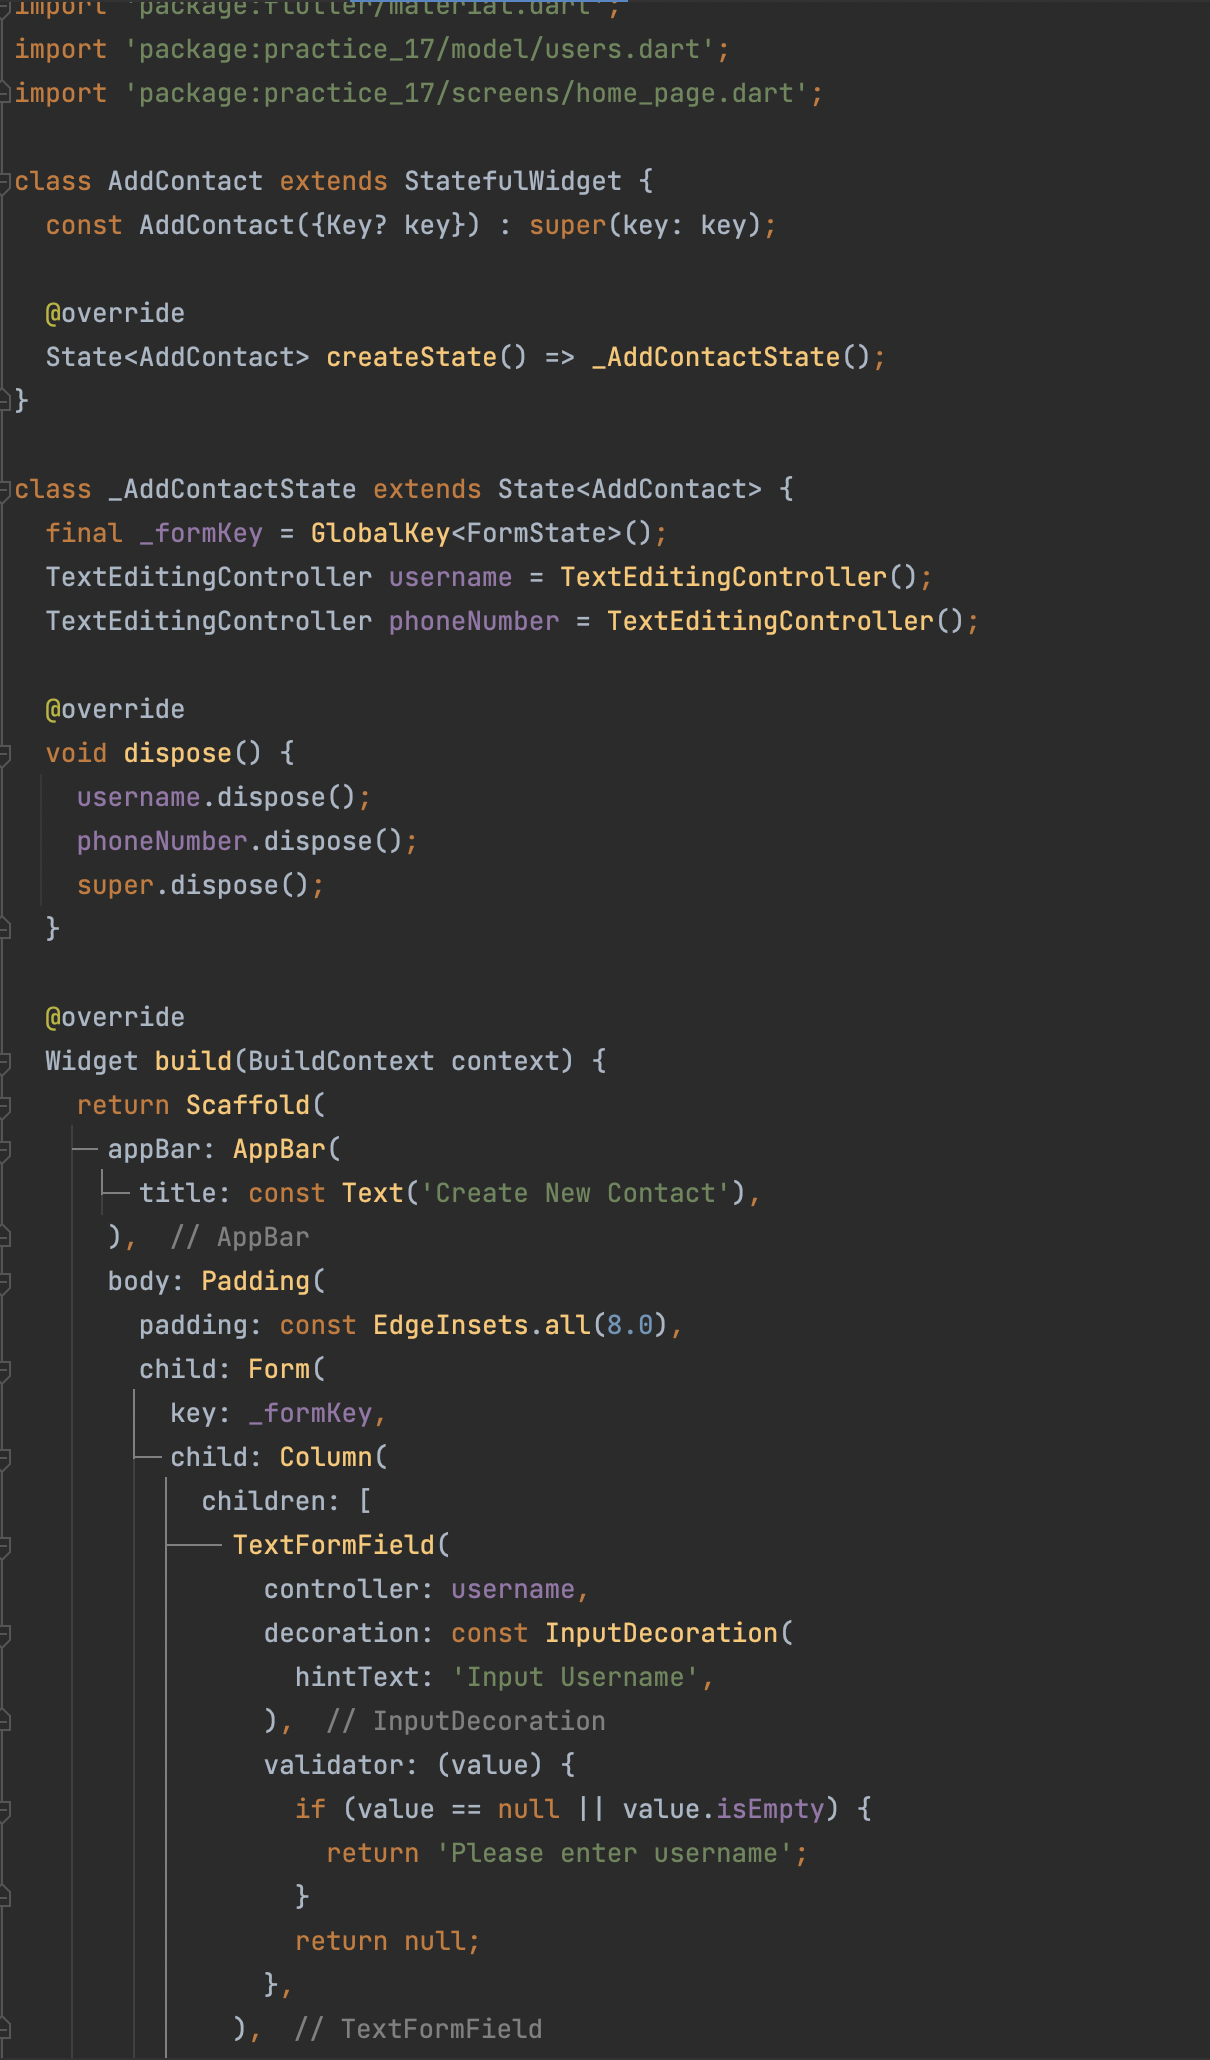 import 'package:flutter/material.dart';
import 'package:practice_17/model/users.dart';
import 'package:practice_17/screens/home_page.dart';

class AddContact extends StatefulWidget {
  const AddContact({Key? key}) : super(key: key);

  @override
  State<AddContact> createState() => _AddContactState();
}

class _AddContactState extends State<AddContact> {
  final _formKey = GlobalKey<FormState>();
  TextEditingController username = TextEditingController();
  TextEditingController phoneNumber = TextEditingController();

  @override
  void dispose() {
    username.dispose();
    phoneNumber.dispose();
    super.dispose();
  }

  @override
  Widget build(BuildContext context) {
    return Scaffold(
      appBar: AppBar(
        title: const Text('Create New Contact'),
      ), // AppBar
      body: Padding(
        padding: const EdgeInsets.all(8.0),
        child: Form(
          key: _formKey,
          child: Column(
            children: [
              TextFormField(
                controller: username,
                decoration: const InputDecoration(
                  hintText: 'Input Username',
                ), // InputDecoration
                validator: (value) {
                  if (value == null || value.isEmpty) {
                    return 'Please enter username';
                  }
                  return null;
                },
              ), // TextFormField